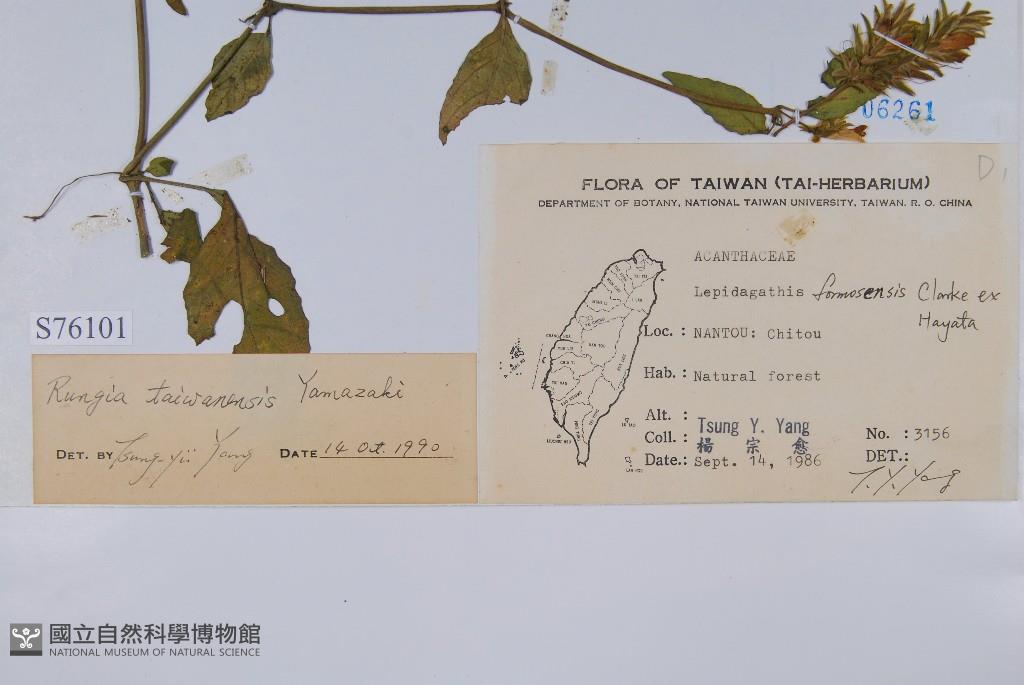 06261
D,
FLORA OF TAIWAN (TAI-HERBARIUM)
DEPARTMENT OF BOTANY, NATIONAL TAIWAN UNIVERSITY, TAIWAN. R. O. CHINA
ACANTHACEAE
Lepidagathis formosensis Clarke ex
Hayata
Loc. : NANTOU: Chitou
Hab. : Natural forest
Alt. :
Coll. : Tsung Y. Yang
楊 宗 愈
No. : 3156
Date.: Sept. 14, 1986
DET.:
T. Y. Yang
S76101
Rungia taiwanensis Yamazaki
DET. BY Tsung-Yii Yang DATE 14 Oct. 1990
國立自然科學博物館
NATIONAL MUSEUM OF NATURAL SCIENCE